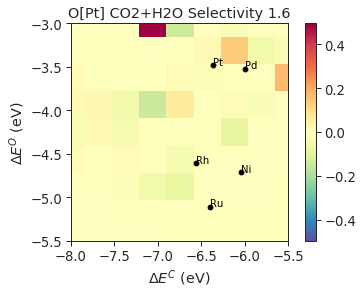 O[Pt] CO2+H2O Selectivity 1.6
ΔE^O (eV)
−3.0
−3.5
−4.0
−4.5
−5.0
−5.5
Pt
Pd
Rh
Ni
Ru
−8.0 −7.5 −7.0 −6.5 −6.0 −5.5
ΔE^C (eV)
0.4
0.2
0.0
−0.2
−0.4